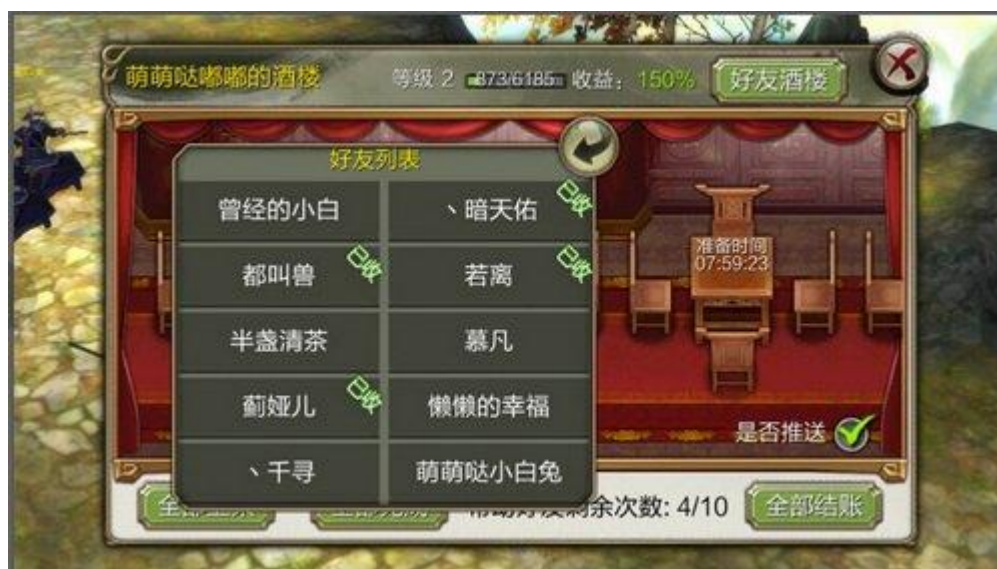 萌萌哒嘟嘟的酒楼 等级 2 873/6185 收益：150% 好友酒楼
好友列表
曾经的小白 丶暗天佑 已收
准备时间
07:59:23
都叫兽 已收 若离 已收
半盏清茶 慕凡
蓟娅儿 已收 懒懒的幸福
是否推送
丶千寻 萌萌哒小白兔
剩余次数: 4/10 全部结账